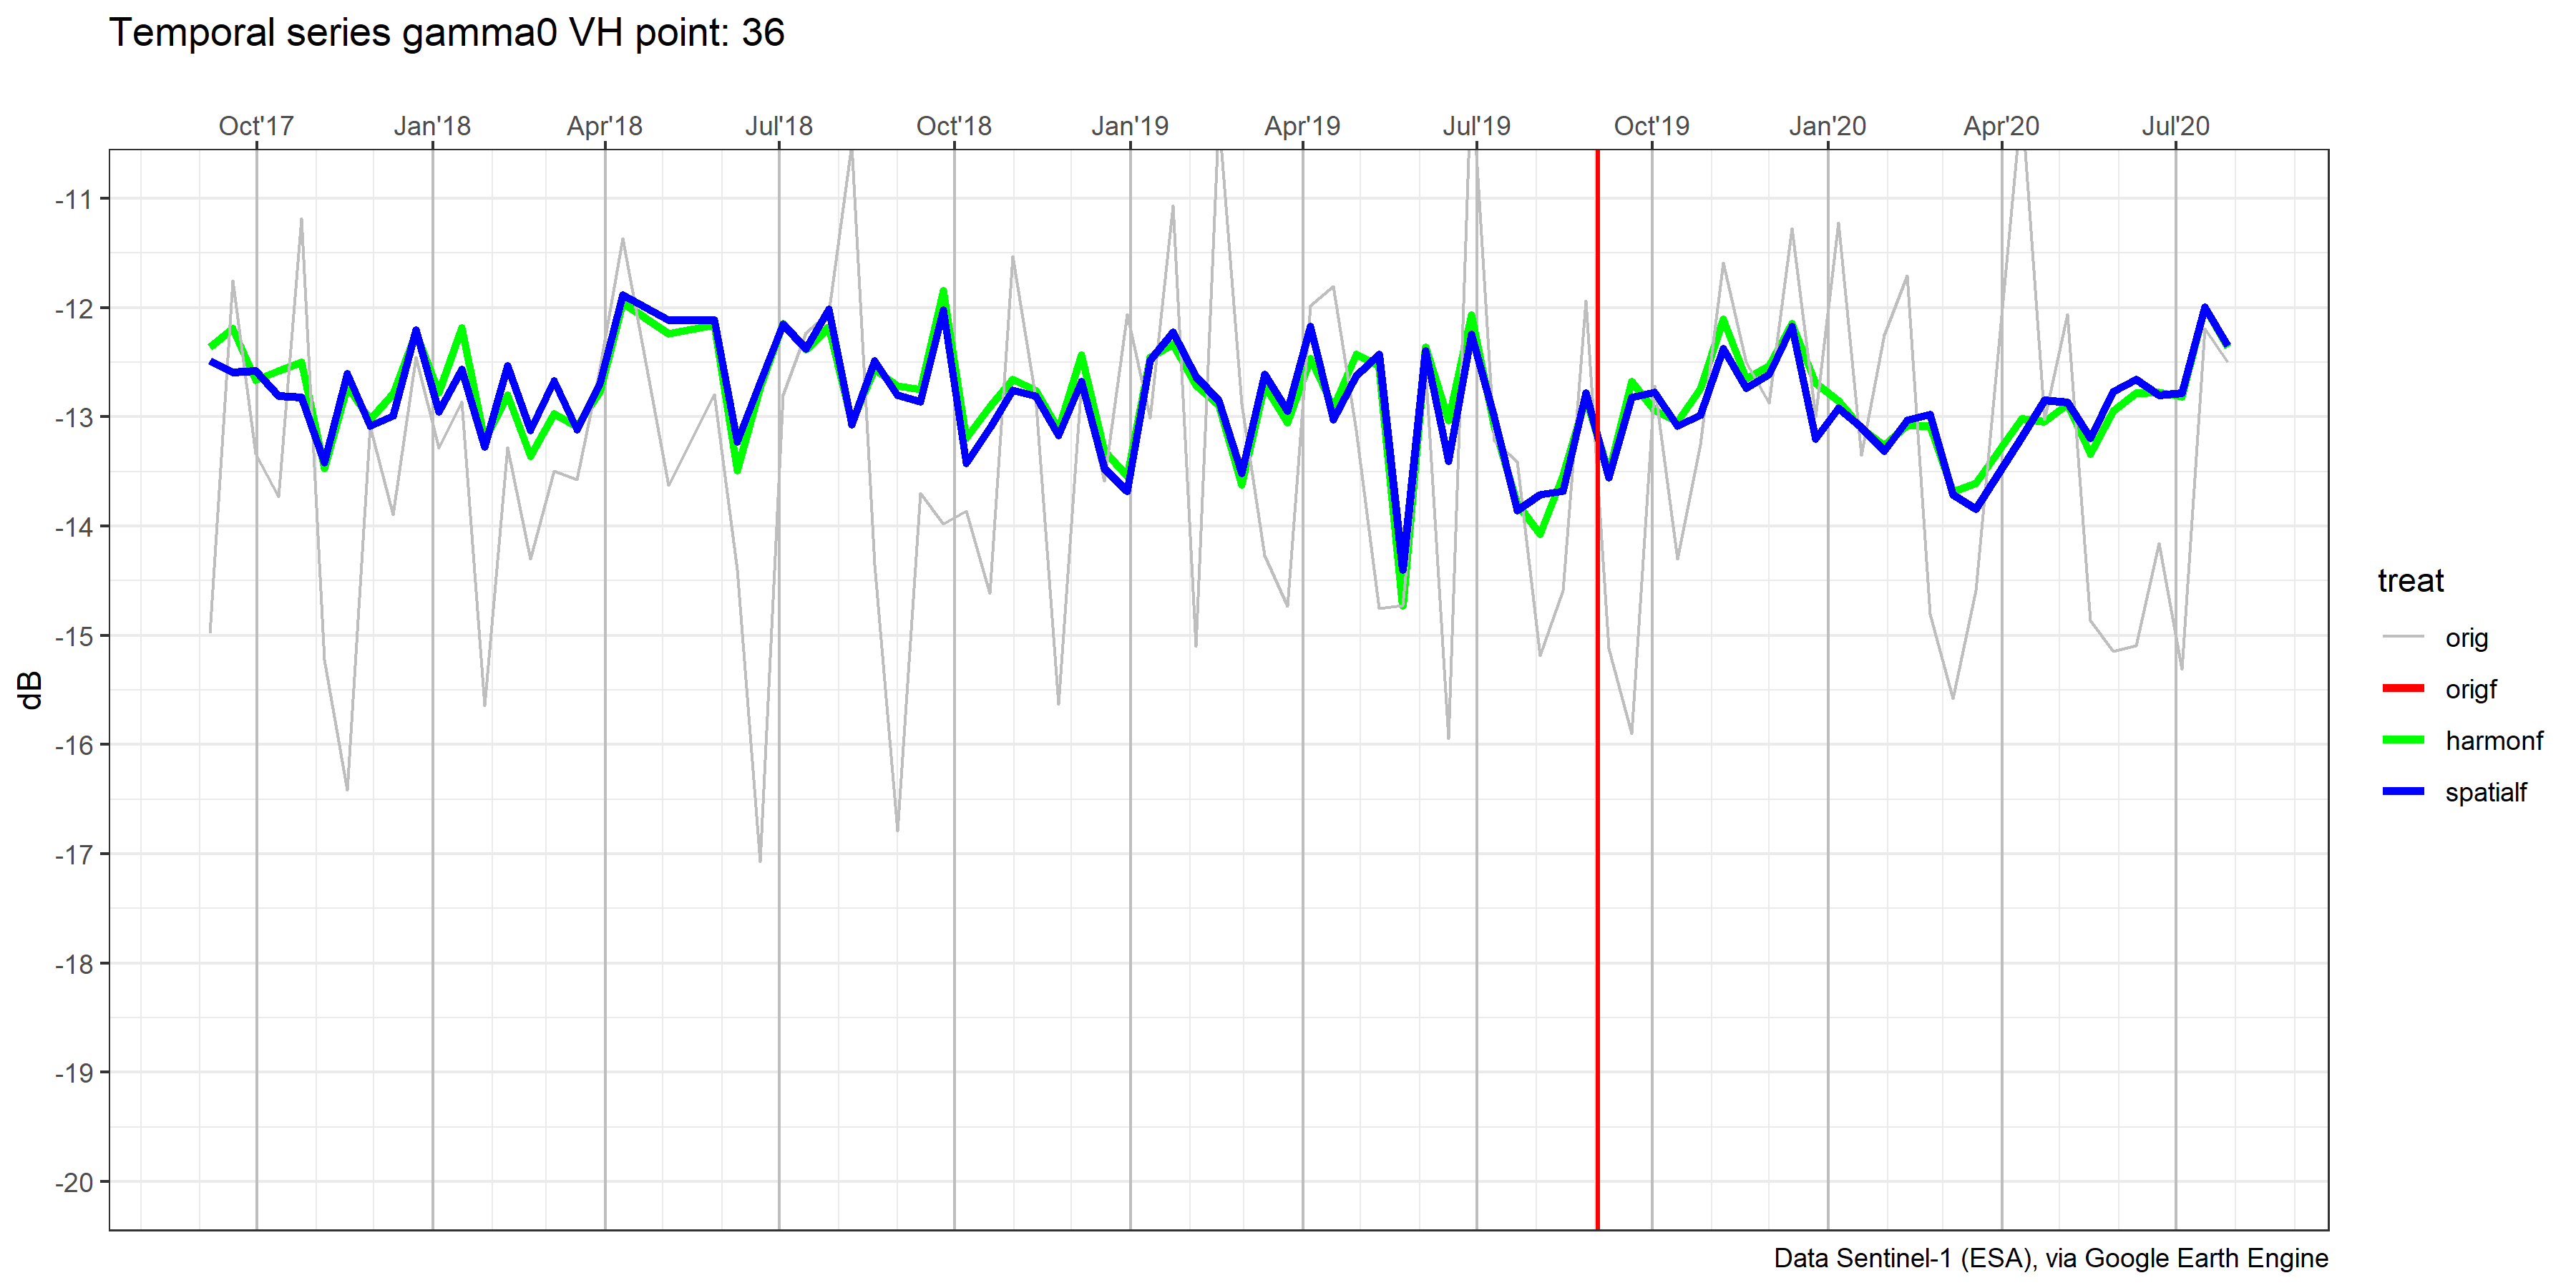 Temporal series gamma0 VH point: 36
Oct'17 Jan'18 Apr'18 Jul'18 Oct'18 Jan'19 Apr'19 Jul'19 Oct'19 Jan'20 Apr'20 Jul'20
-11
-12
-13
-14
-15
-16
-17
-18
-19
-20
dB
treat
orig
origf
harmonf
spatialf
Data Sentinel-1 (ESA), via Google Earth Engine